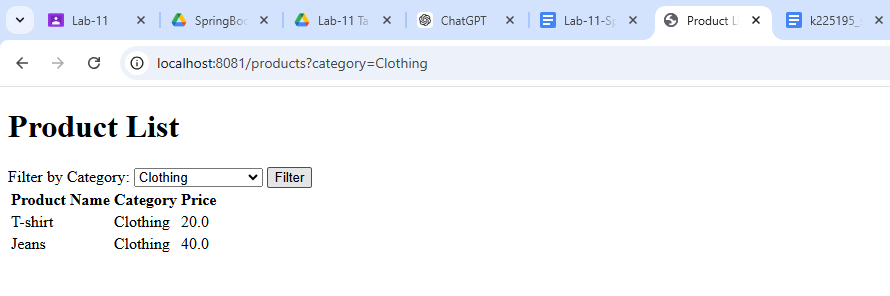 Lab-11
SpringBoo
Lab-11 Ta
ChatGPT
Lab-11-Sp
Product Li
k225195_
localhost:8081/products?category=Clothing
Product List
Filter by Category: Clothing Filter
Product Name Category Price
T-shirt Clothing 20.0
Jeans Clothing 40.0